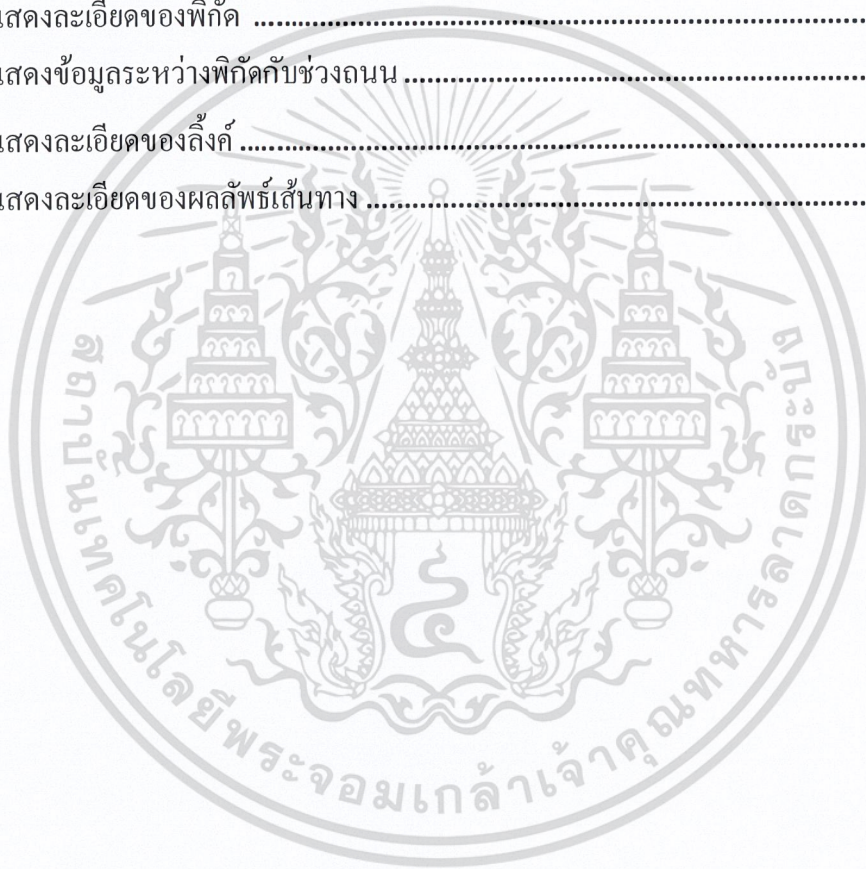 แสดงละเอียดของพิกัด ......................................................................................
แสดงข้อมูลระหว่างพิกัดกับช่วงถนน ................................................................
แสดงละเอียดของลิ้งค์ ......................................................................................
แสดงละเอียดของผลลัพธ์เส้นทาง ......................................................................
สถาบันเทคโนโลยีพระจอมเกล้าเจ้าคุณทหารลาดกระบัง
๔